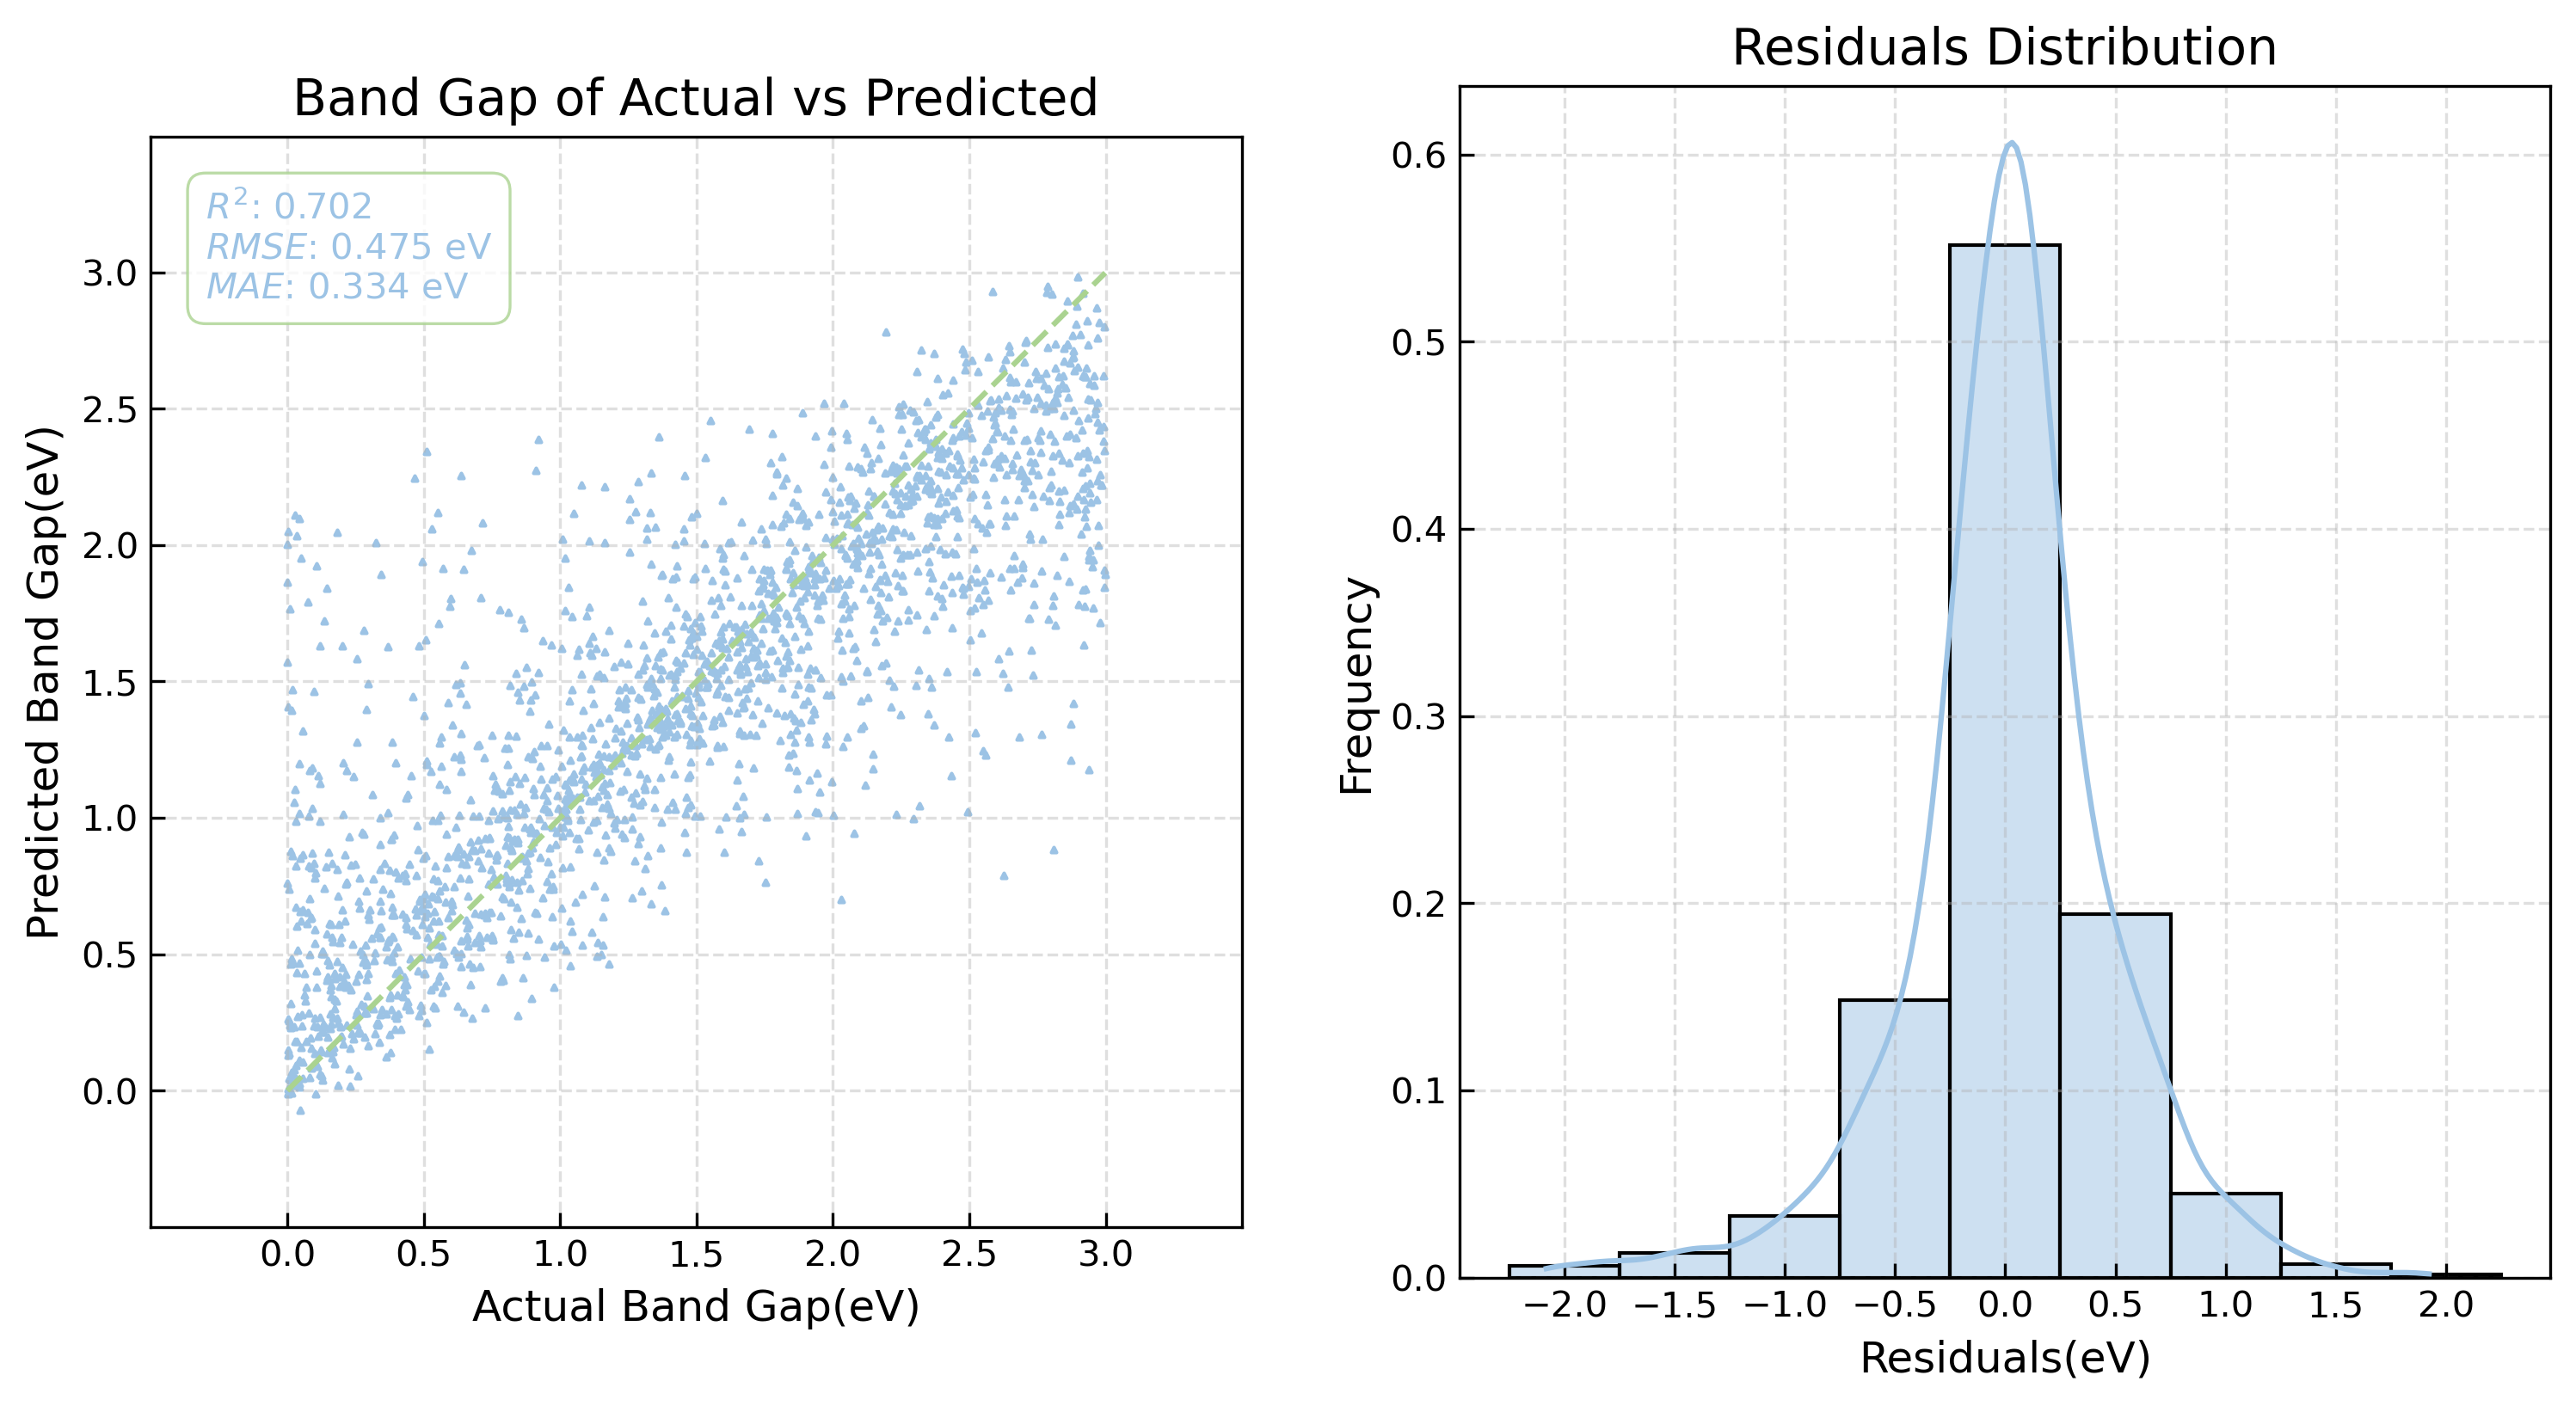 Band Gap of Actual vs Predicted
R²: 0.702
RMSE: 0.475 eV
MAE: 0.334 eV
3.0
2.5
2.0
1.5
1.0
0.5
0.0
Predicted Band Gap(eV)
0.0 0.5 1.0 1.5 2.0 2.5 3.0
Actual Band Gap(eV)
Residuals Distribution
0.6
0.5
0.4
0.3
0.2
0.1
0.0
Frequency
−2.0 −1.5 −1.0 −0.5 0.0 0.5 1.0 1.5 2.0
Residuals(eV)